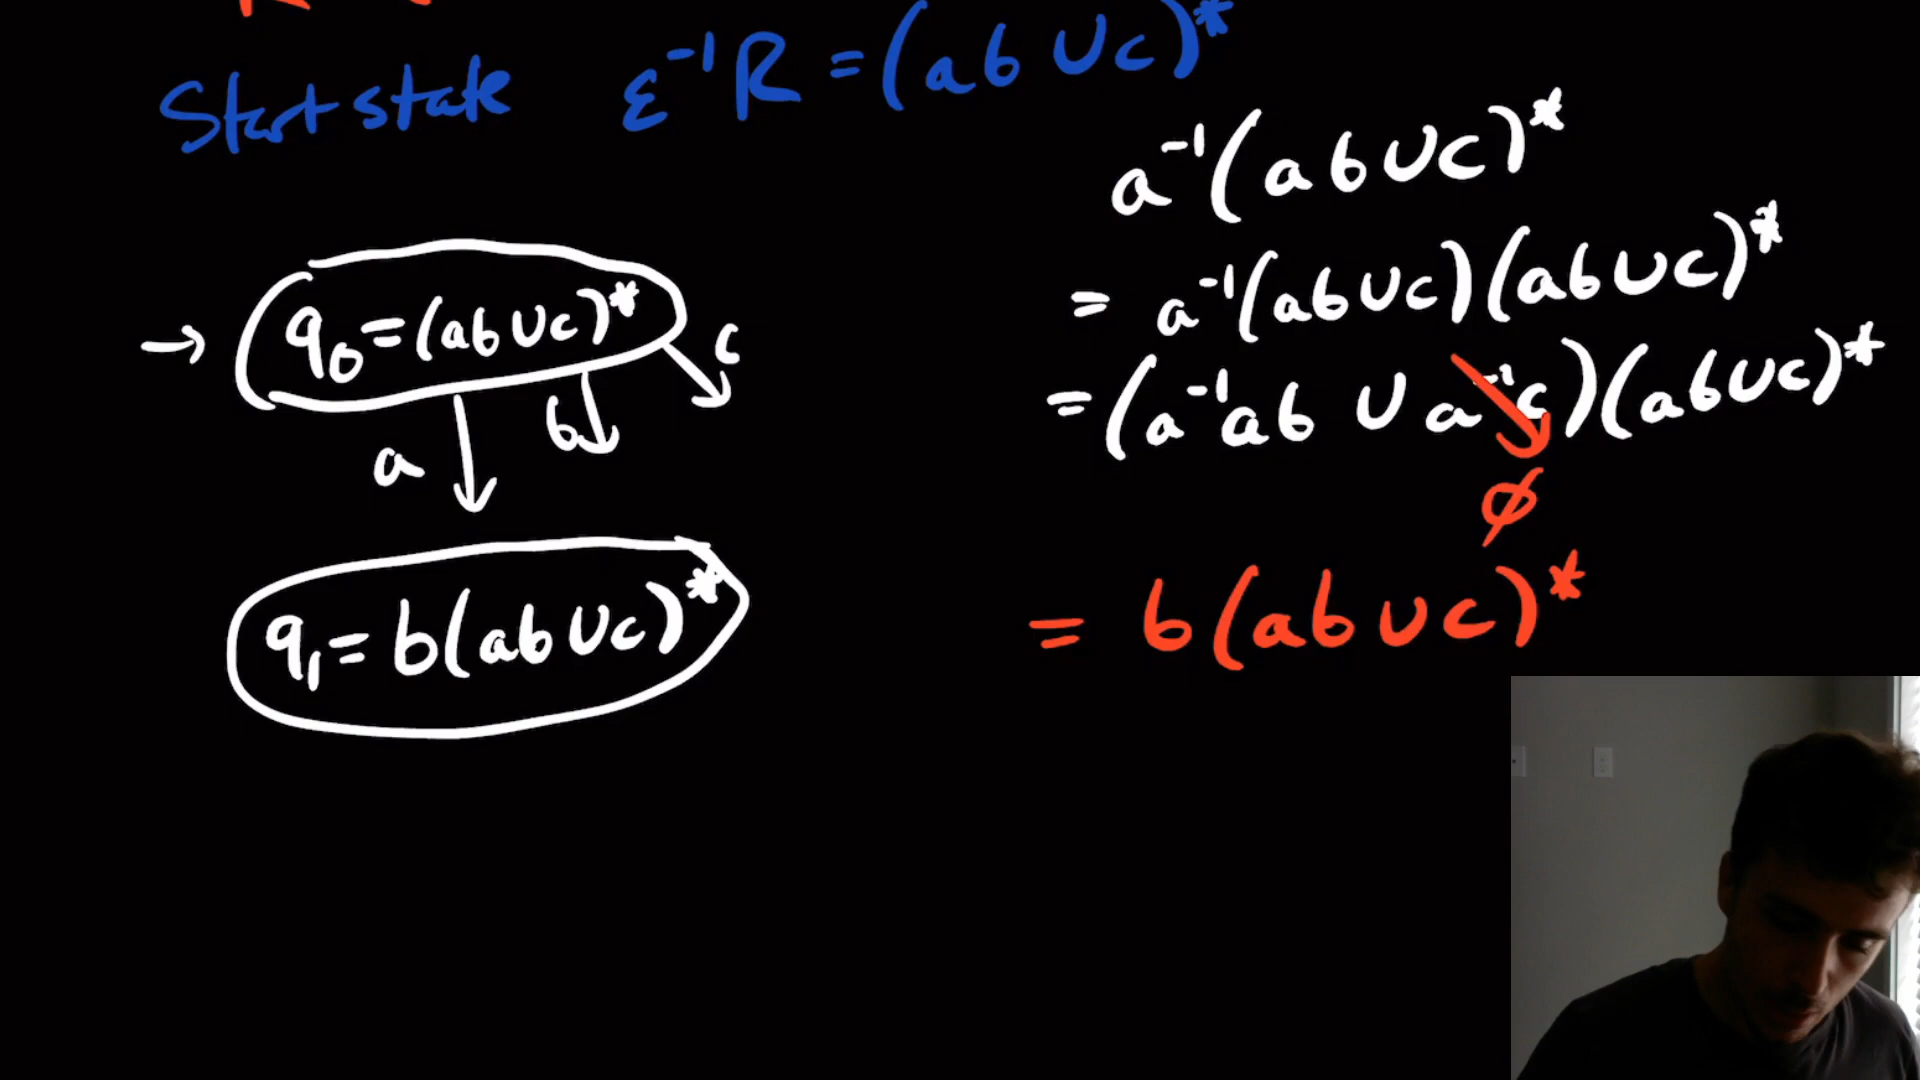 Start state ε⁻¹R = (ab ∪ c)*
a⁻¹(ab ∪ c)*
= a⁻¹(ab ∪ c)(ab ∪ c)*
= (a⁻¹ab ∪ a⁻¹c)(ab ∪ c)*
∅
= b(ab ∪ c)*
→ q₀ = (ab ∪ c)*
a b c
q₁ = b(ab ∪ c)*